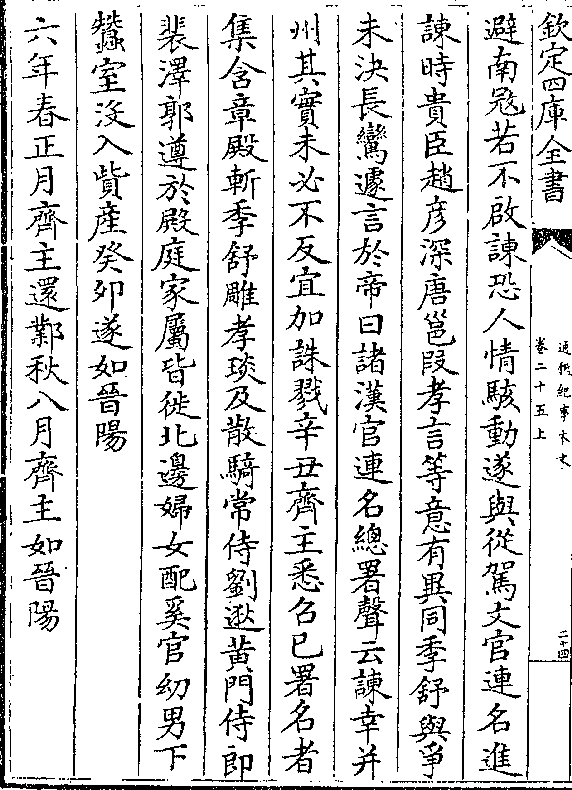 欽定四庫全書
通鑑紀事本末
卷二十五上
二十四
避南寇若不啟諫恐人情駭動遂與從駕文官連名進
諫時貴臣趙彦深唐邕段孝言等意有異同季舒與爭
未決長鸞遽言於帝曰諸漢官連名總署聲云諫幸并
州其實未必不反宜加誅戮辛丑齊主悉召已署名者
集含章殿斬季舒雕孝琰及散騎常侍劉逖黄門侍郎
裴澤郭遵於殿庭家屬皆徙北邊婦女配奚官幼男下
蠶室没入貲産癸卯遂如晉陽
六年春正月齊主還鄴秋八月齊主如晉陽